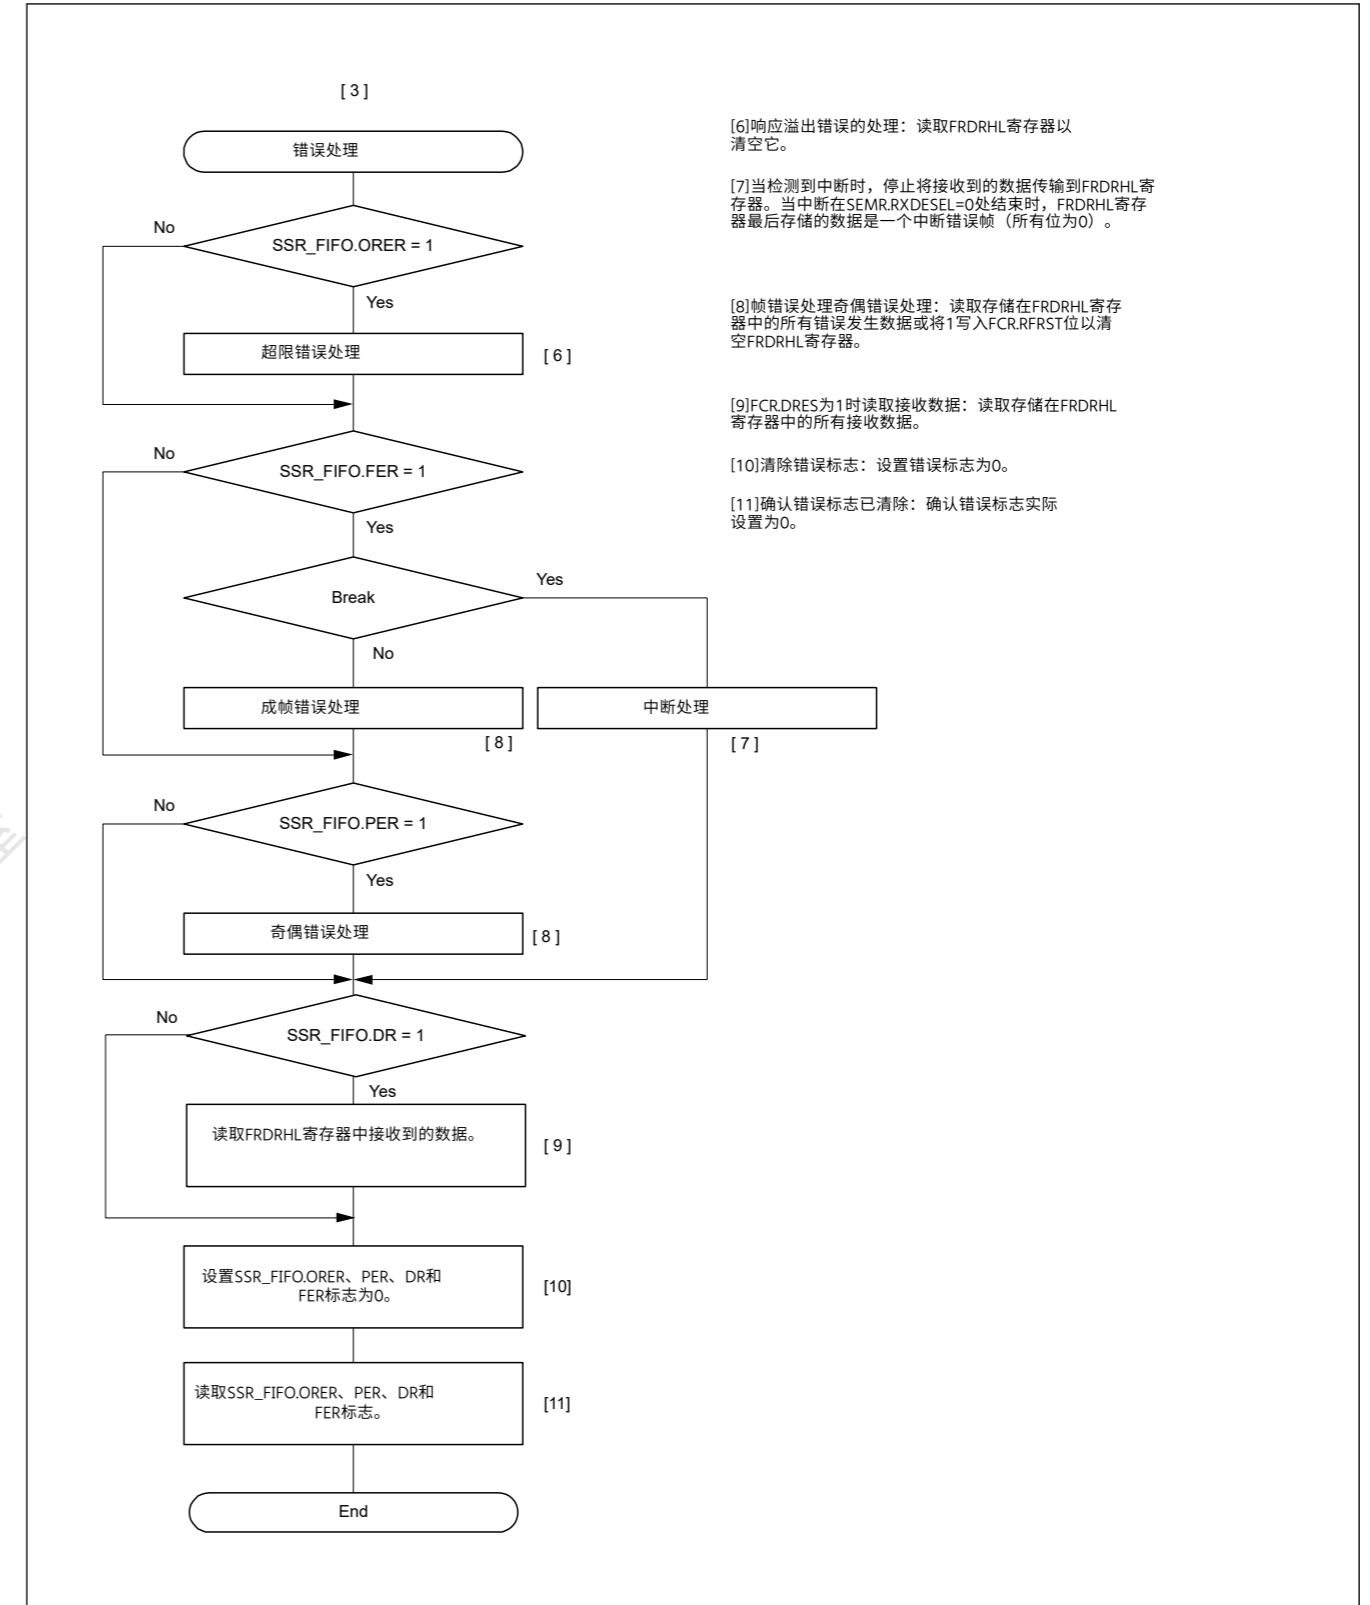 [ 3 ]
错误处理
No
SSR_FIFO.ORER = 1
Yes
超限错误处理
[ 6 ]
No
SSR_FIFO.FER = 1
Yes
Break
Yes
No
成帧错误处理
中断处理
[ 8 ]
[ 7 ]
No
SSR_FIFO.PER = 1
Yes
奇偶错误处理
[ 8 ]
No
SSR_FIFO.DR = 1
Yes
读取FRDRHL寄存器中接收到的数据。
[ 9 ]
设置SSR_FIFO.ORER、PER、DR和
FER标志为0。
[10]
读取SSR_FIFO.ORER、PER、DR和
FER标志。
[11]
End
[6]响应溢出错误的处理：读取FRDRHL寄存器以
清空它。
[7]当检测到中断时，停止将接收到的数据传输到FRDRHL寄
存器。当中断在SEMR.RXDESEL=0处结束时，FRDRHL寄存
器最后存储的数据是一个中断错误帧（所有位为0）。
[8]帧错误处理奇偶错误处理：读取存储在FRDRHL寄存
器中的所有错误发生数据或将1写入FCR.RFRST位以清
空FRDRHL寄存器。
[9]FCR.DRES为1时读取接收数据：读取存储在FRDRHL
寄存器中的所有接收数据。
[10]清除错误标志：设置错误标志为0。
[11]确认错误标志已清除：确认错误标志实际
设置为0。